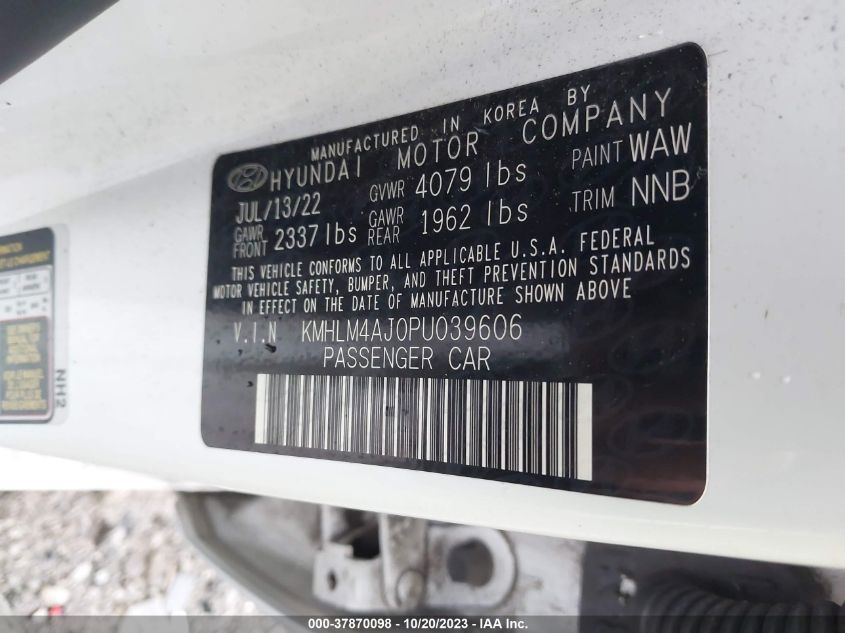 MANUFACTURED IN KOREA BY
HYUNDAI MOTOR COMPANY
JUL/13/22 GVWR 4079 lbs PAINT WAW
GAWR FRONT 2337 lbs GAWR REAR 1962 lbs TRIM NNB
THIS VEHICLE CONFORMS TO ALL APPLICABLE U.S.A. FEDERAL
MOTOR VEHICLE SAFETY, BUMPER, AND THEFT PREVENTION STANDARDS
IN EFFECT ON THE DATE OF MANUFACTURE SHOWN ABOVE
V.I.N KMHLM4AJ0PU039606
PASSENGER CAR
NH2
000-37870098 - 10/20/2023 - IAA Inc.